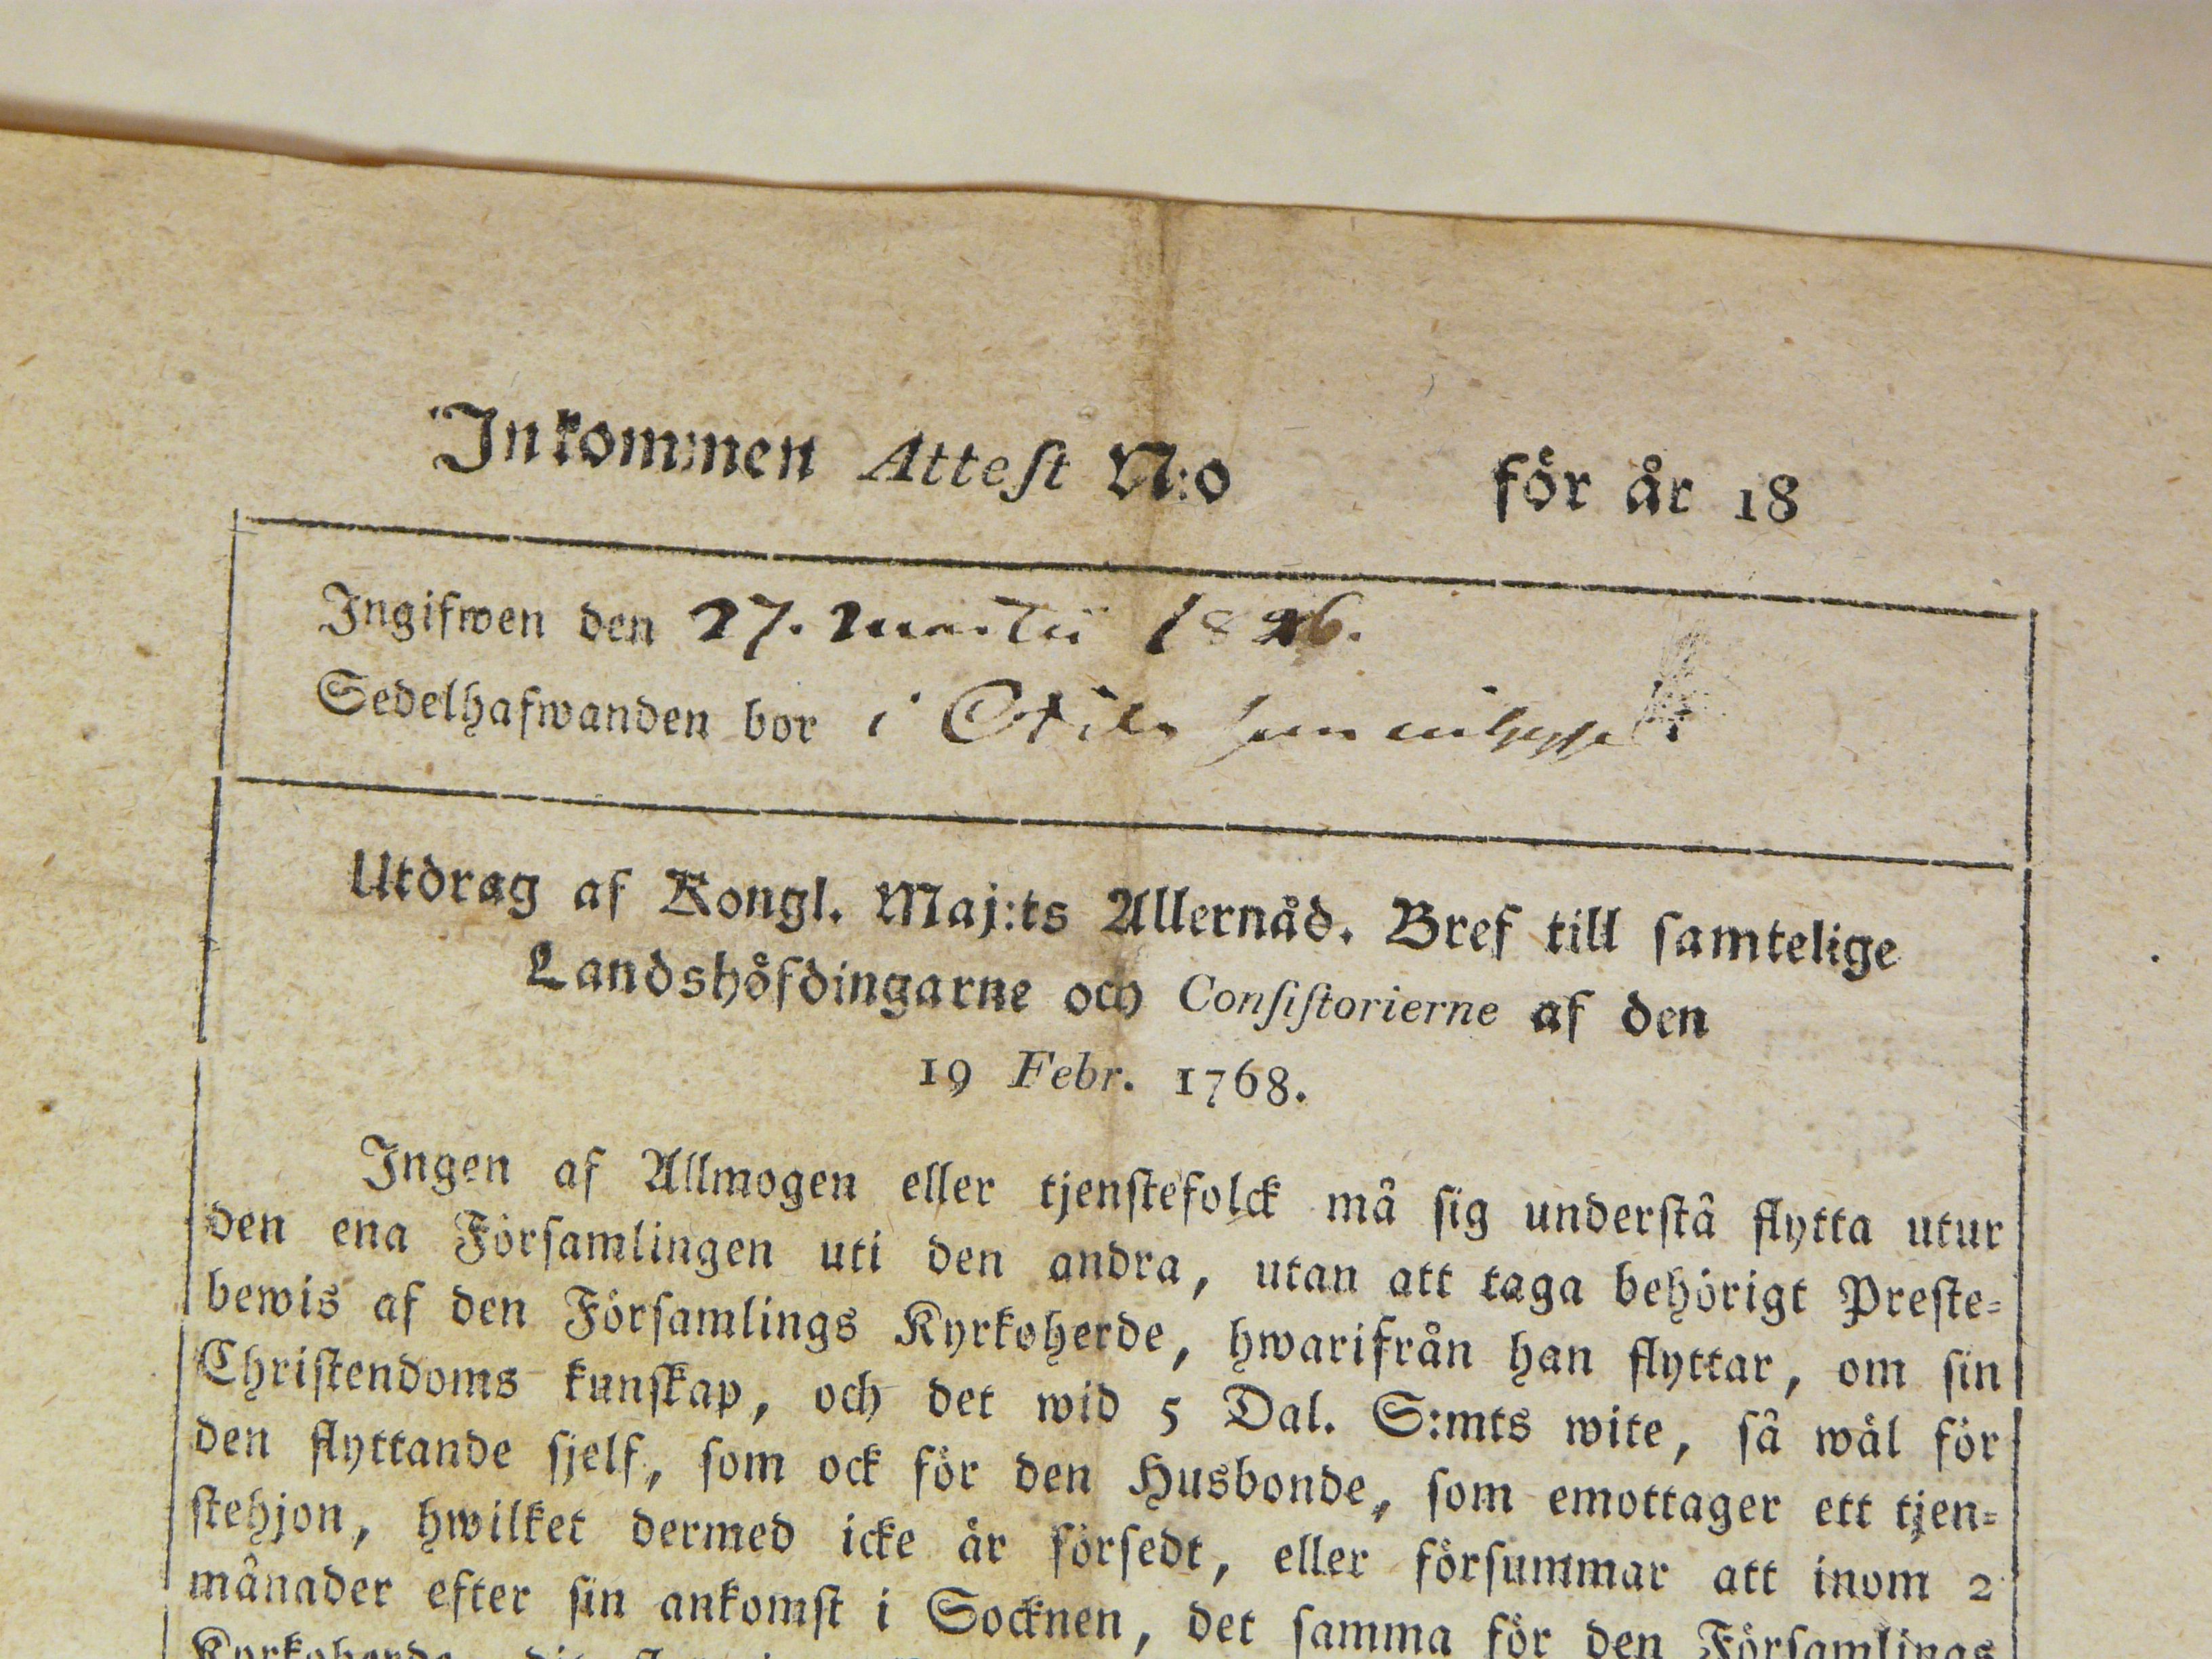 Inkommen Attest N:o för år 18
Ingifwen den 27. Martii 1826.
Sedelhafwanden bor i
Utdrag af Kongl. Maj:ts Allernåd. Bref till samtelige
Landshöfdingarne och Consistorierne af den
19 Febr. 1768.
Ingen af Allmogen eller tjenstefolck må sig understå flytta utur
den ena Församlingen uti den andra, utan att taga behörigt Preste=
bewis af den Församlings Kyrkoherde, hwarifrån han flyttar, om sin
Christendoms kunskap, och det wid 5 Dal. S:mts wite, så wäl för
den flyttande sjelf, som ock för den Husbonde, som emottager ett tjen=
stehjon, hwilket dermed icke är försedt, eller försummar att inom 2
månader efter sin ankomst i Socknen, det samma för den Församlings
Kyrkoherde